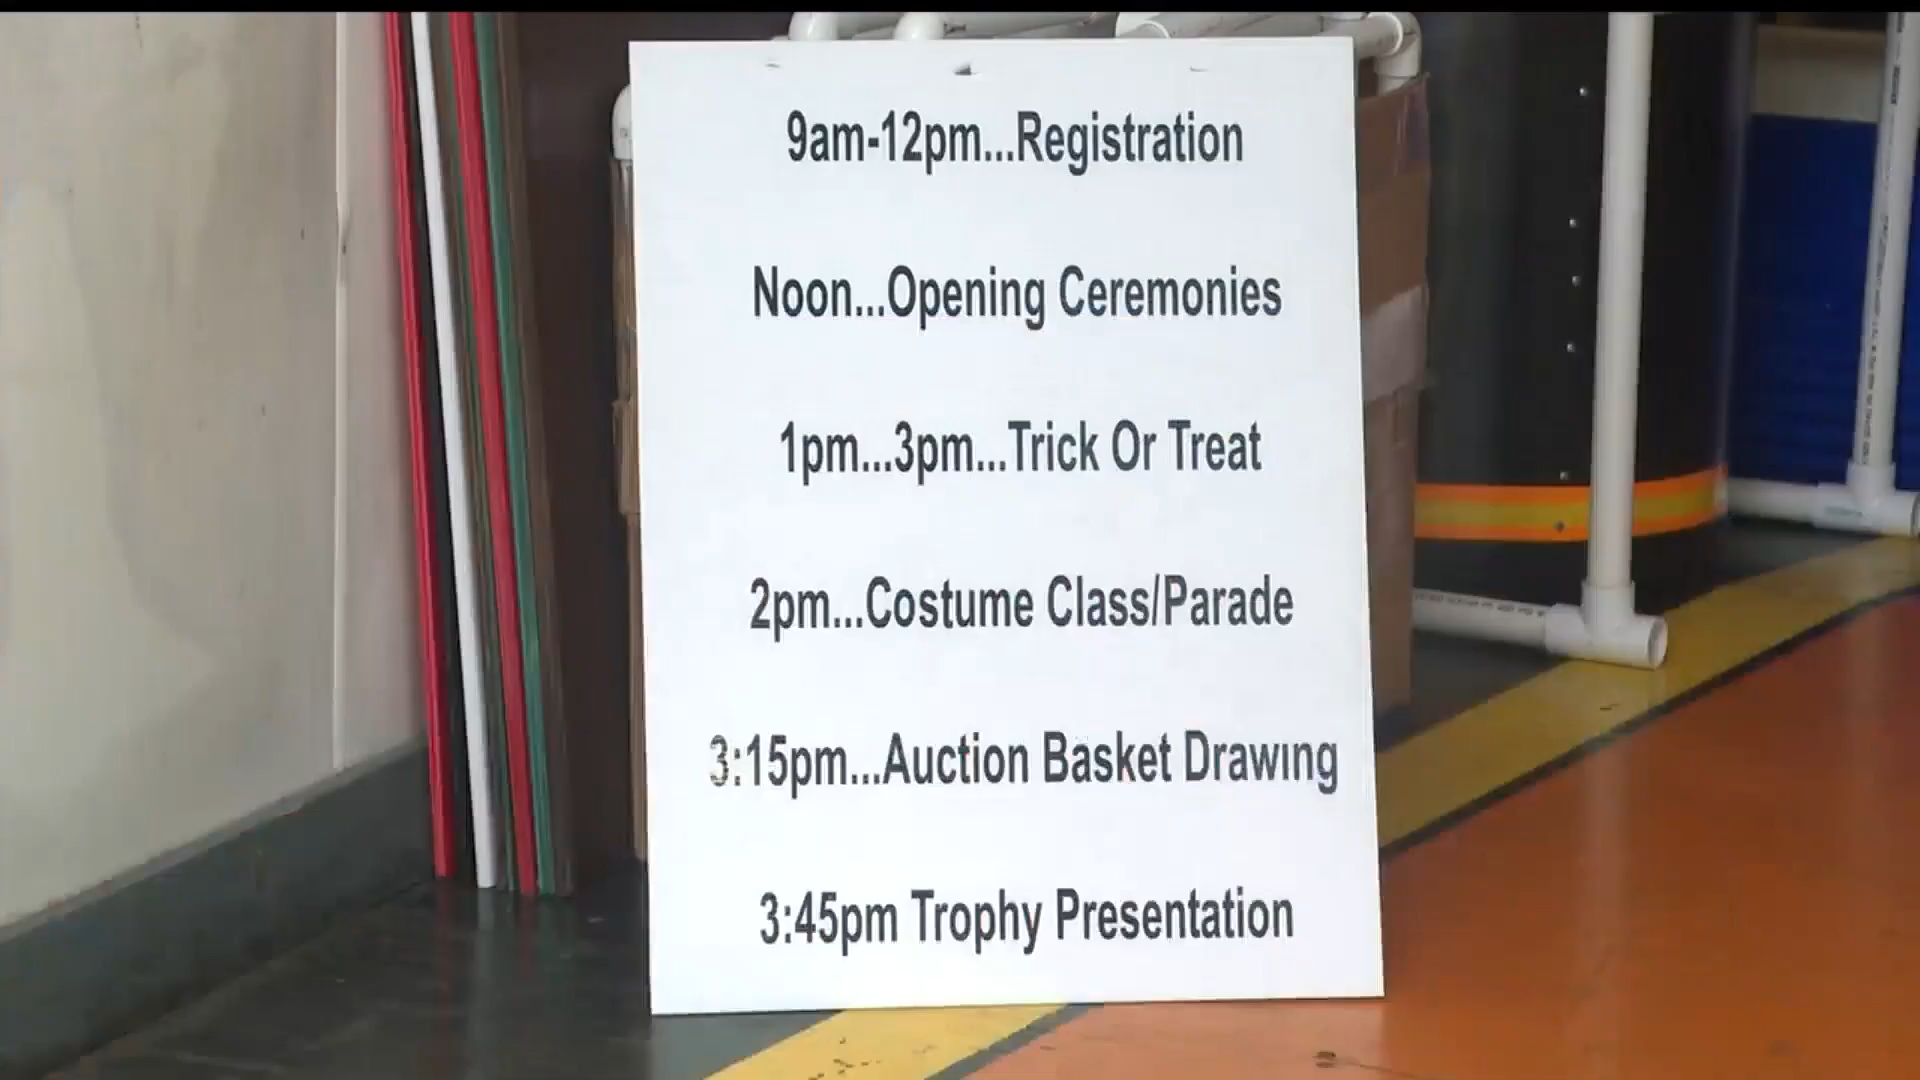 9am-12pm...Registration
Noon...Opening Ceremonies
1pm...3pm...Trick Or Treat
2pm...Costume Class/Parade
3:15pm...Auction Basket Drawing
3:45pm Trophy Presentation